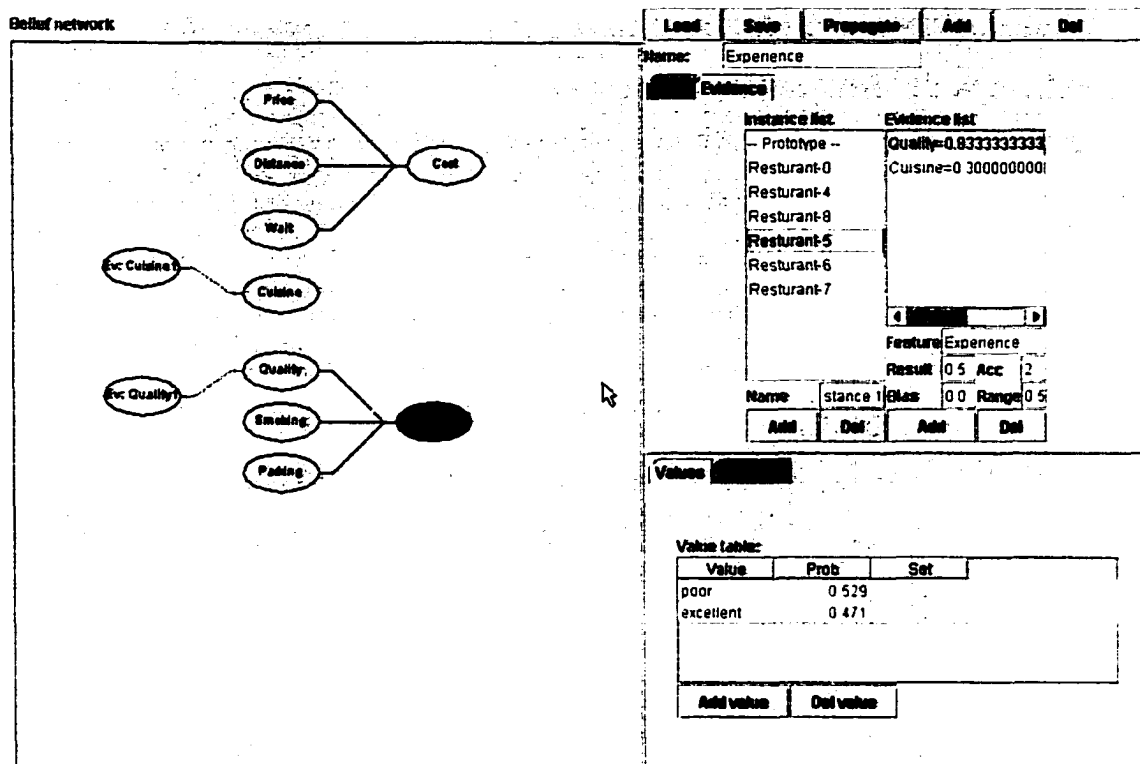 Belief network
Load Save Propagate Add Del
Name: Experience
Evidence
Instance list Evidence list
-- Prototype -- Quality=0.8333333333
Resturant-0 Cuisine=0 300000000
Resturant-4
Resturant-8
Resturant-5
Resturant-6
Resturant-7
Feature Experience
Result 0 5 Acc 2
Name stance 1 Bias 0 0 Range 0 5
Add Del Add Del
Price
Distance
Cost
Wait
Ev: Cuisine1
Cuisine
Quality
Ev: Quality1
Smoking
Parking
Values
Value table:
Value Prob Set
poor 0 529
excellent 0 471
Add value Del value